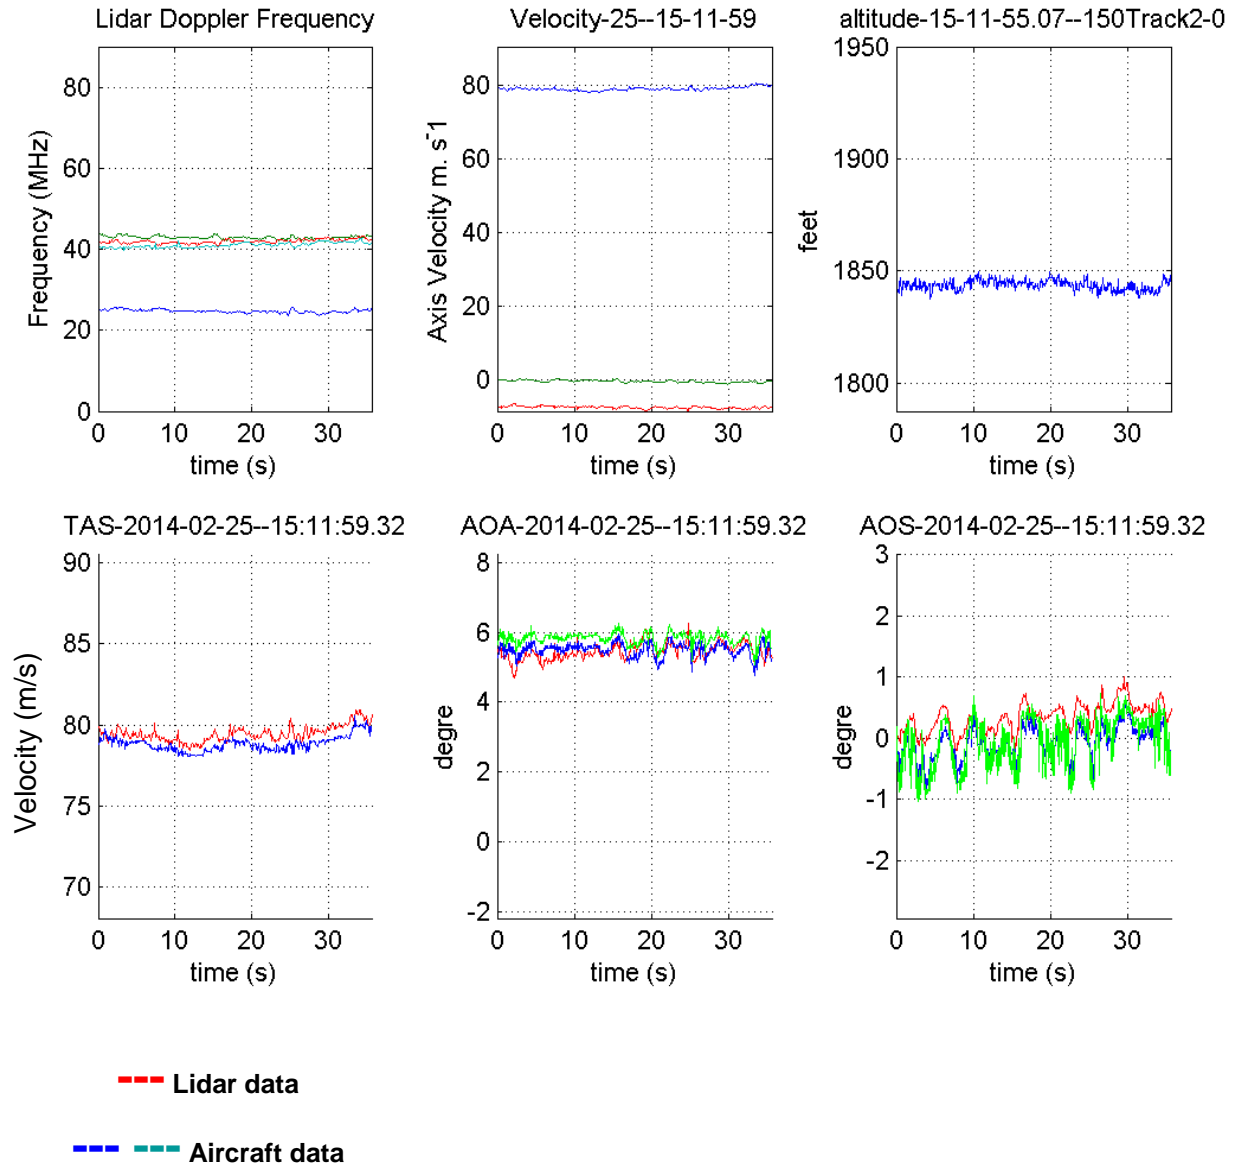 Lidar Doppler Frequency
Frequency (MHz)
80
60
40
20
0
0 10 20 30
time (s)
Velocity-25--15-11-59
Axis Velocity m. s-1
80
60
40
20
0
0 10 20 30
time (s)
altitude-15-11-55.07--150Track2-0
feet
1950
1900
1850
1800
0 10 20 30
time (s)
TAS-2014-02-25--15:11:59.32
Velocity (m/s)
90
85
80
75
70
0 10 20 30
time (s)
AOA-2014-02-25--15:11:59.32
degre
8
6
4
2
0
-2
0 10 20 30
time (s)
AOS-2014-02-25--15:11:59.32
degre
3
2
1
0
-1
-2
0 10 20 30
time (s)
Lidar data
Aircraft data